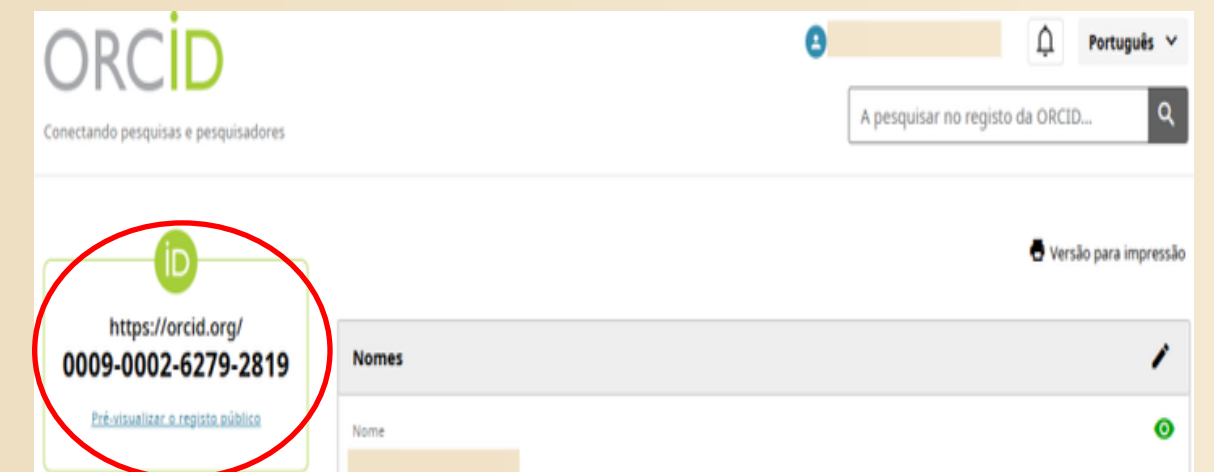 ORCID
Português
Conectando pesquisas e pesquisadores
A pesquisar no registo da ORCID...
iD
Versão para impressão
https://orcid.org/
0009-0002-6279-2819
Pré-visualizar o registo público
Nomes
Nome